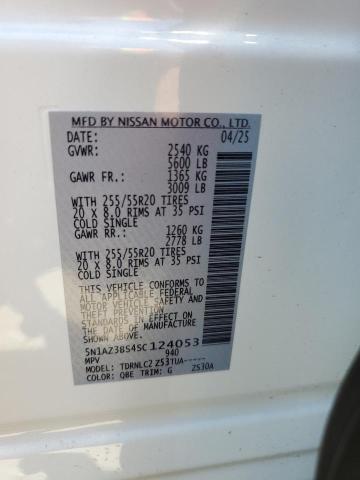 MFD BY NISSAN MOTOR CO., LTD.
DATE: 04/25
GVWR: 2540 KG
5600 LB
GAWR FR.: 1365 KG
3009 LB
WITH 255/55R20 TIRES
20 X 8.0 RIMS AT 35 PSI
COLD SINGLE
GAWR RR.: 1260 KG
2778 LB
WITH 255/55R20 TIRES
20 X 8.0 RIMS AT 35 PSI
COLD SINGLE
THIS VEHICLE CONFORMS TO
ALL APPLICABLE FEDERAL
MOTOR VEHICLE SAFETY AND
THEFT PREVENTION
STANDARDS IN EFFECT ON
THE DATE OF MANUFACTURE
SHOWN ABOVE.
5N1AZ3BS4SC124053
MPV 940
MODEL: TDRNLC2 Z53TUA-----
COLOR: QBE TRIM: G ZS30A